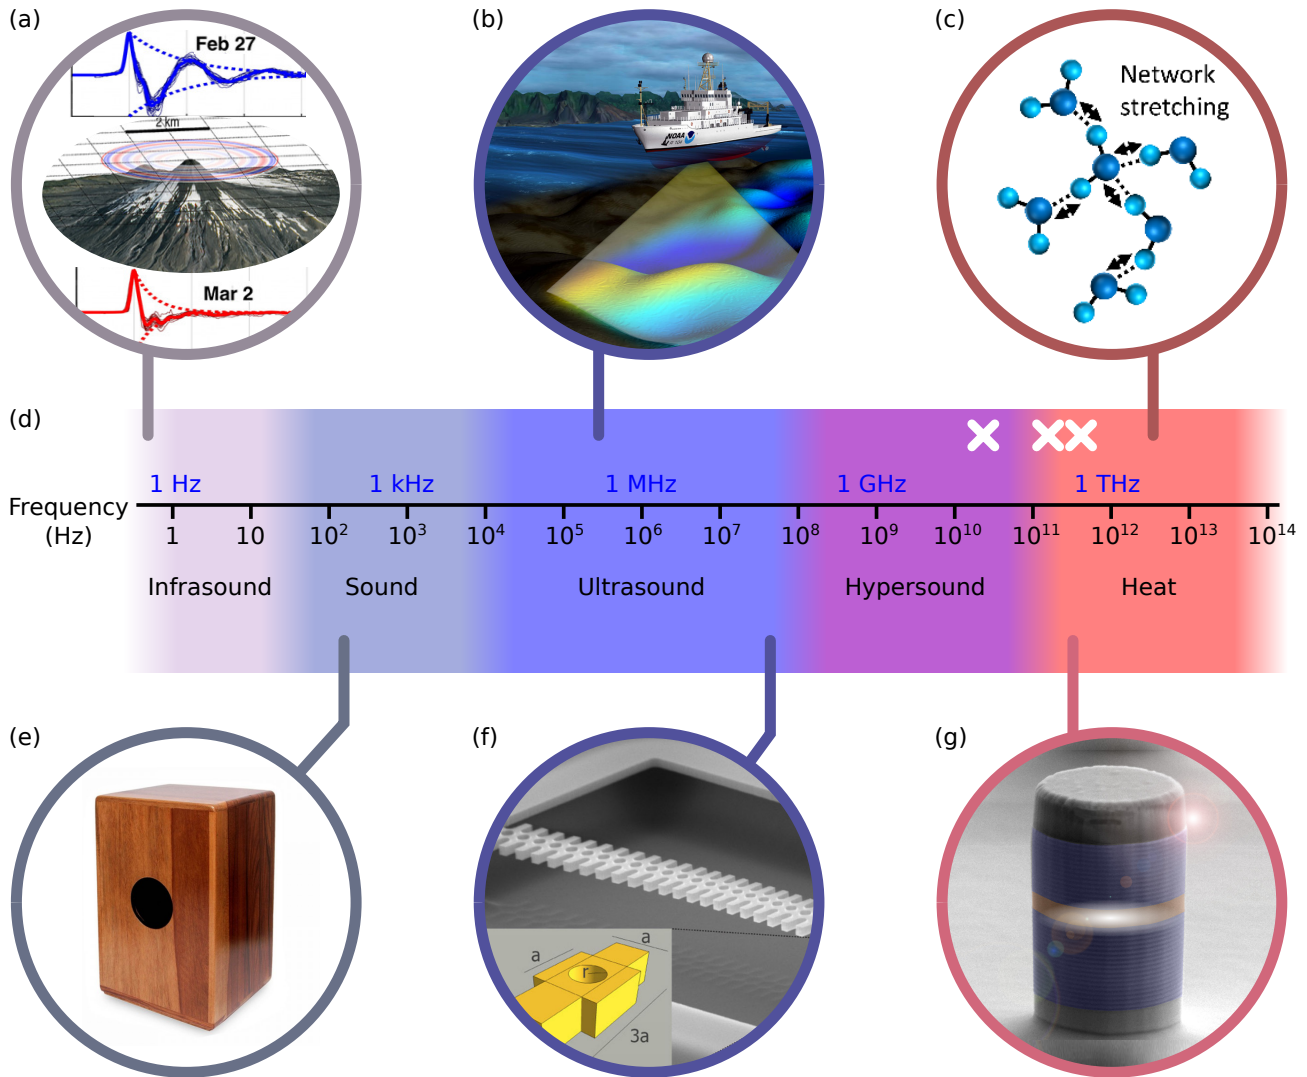 (a)
Feb 27
2 km
Mar 2
(b)
NOAA
(c)
Network
stretching
(d)
1 Hz 1 kHz 1 MHz 1 GHz 1 THz
Frequency
(Hz)
1 10 10² 10³ 10⁴ 10⁵ 10⁶ 10⁷ 10⁸ 10⁹ 10¹⁰ 10¹¹ 10¹² 10¹³ 10¹⁴
Infrasound Sound Ultrasound Hypersound Heat
(e)
(f)
a
a
r
3a
(g)